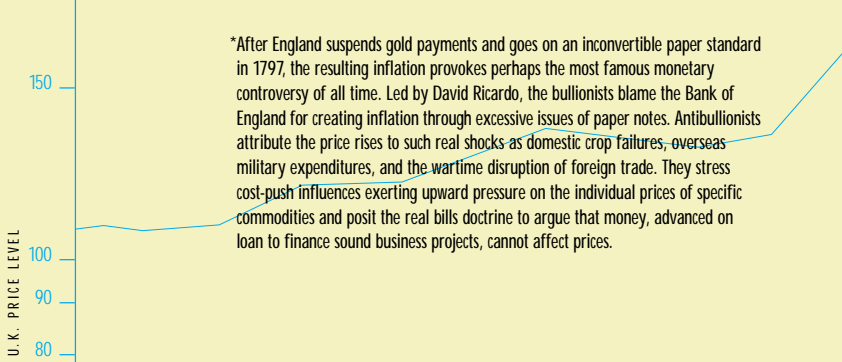 *After England suspends gold payments and goes on an inconvertible paper standard
in 1797, the resulting inflation provokes perhaps the most famous monetary
controversy of all time. Led by David Ricardo, the bullionists blame the Bank of
England for creating inflation through excessive issues of paper notes. Antibullionists
attribute the price rises to such real shocks as domestic crop failures, overseas
military expenditures, and the wartime disruption of foreign trade. They stress
cost-push influences exerting upward pressure on the individual prices of specific
commodities and posit the real bills doctrine to argue that money, advanced on
loan to finance sound business projects, cannot affect prices.
150
100
90
80
U.K. PRICE LEVEL